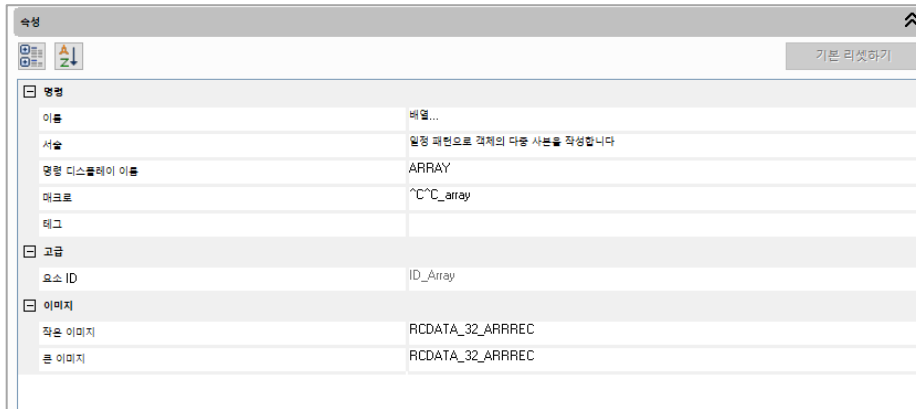 속성
기본 리셋하기
명령
이름 배열...
서술 일정 패턴으로 객체의 다중 사본을 작성합니다
명령 디스플레이 이름 ARRAY
매크로 ^C^C_array
태그
고급
요소 ID ID_Array
이미지
작은 이미지 RCDATA_32_ARRREC
큰 이미지 RCDATA_32_ARRREC